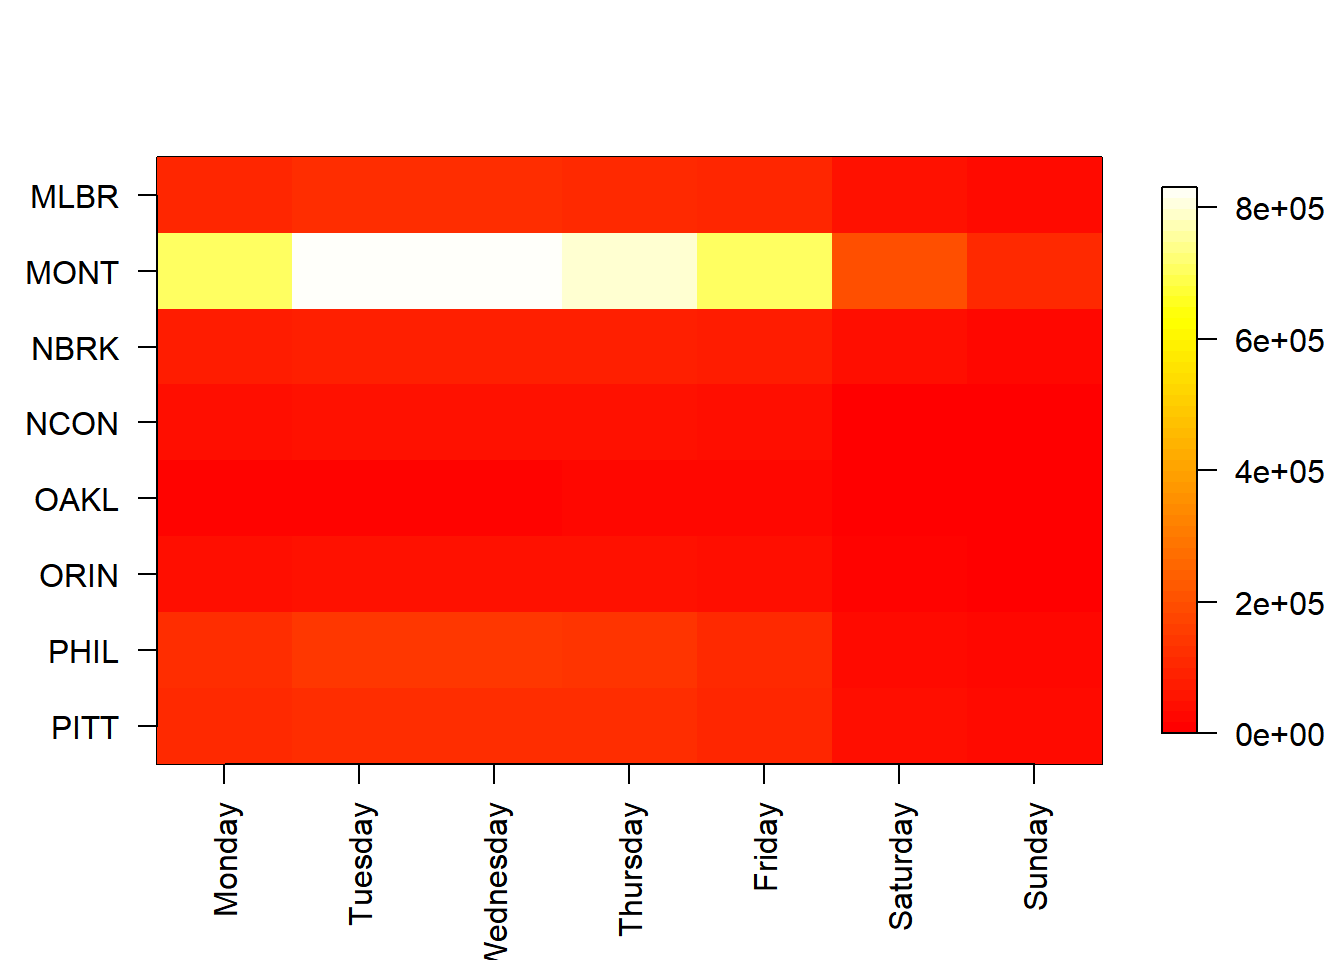 MLBR
MONT
NBRK
NCON
OAKL
ORIN
PHIL
PITT
Monday
Tuesday
Wednesday
Thursday
Friday
Saturday
Sunday
8e+05
6e+05
4e+05
2e+05
0e+00